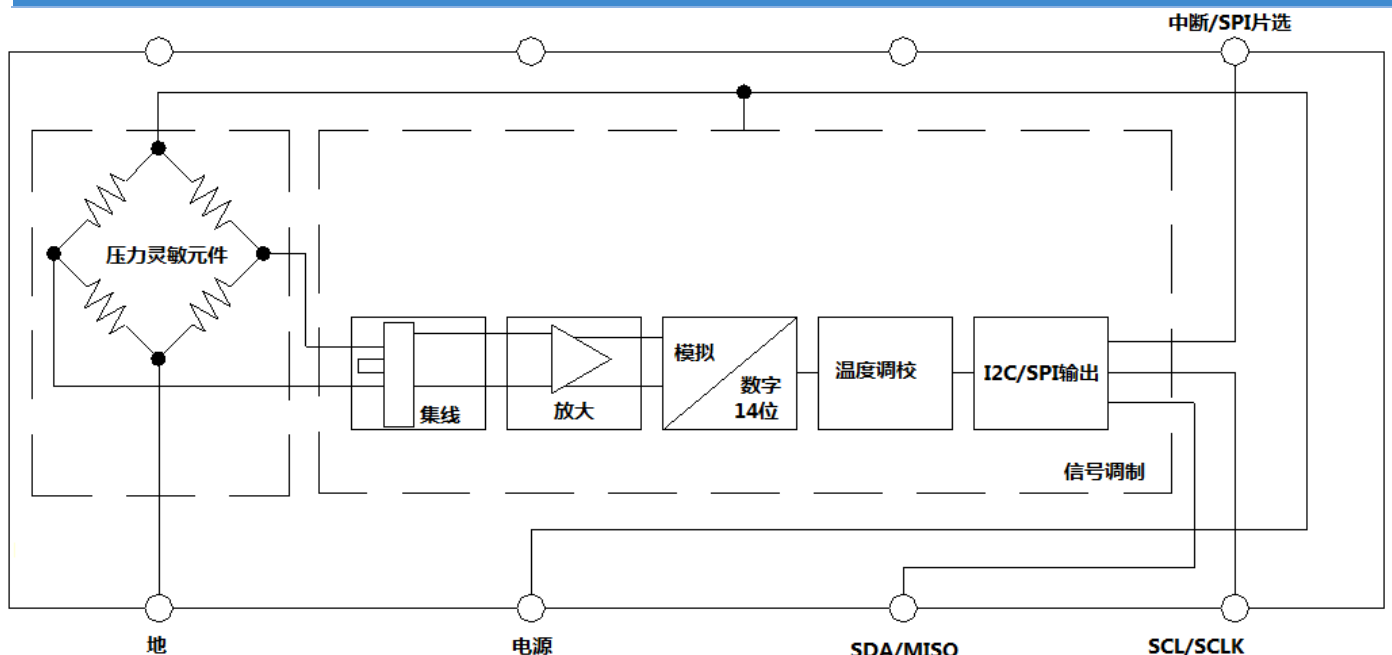 中断/SPI片选
压力灵敏元件
集线
放大
模拟
数字
14位
温度调校
I2C/SPI输出
信号调制
地
电源
SDA/MISO
SCL/SCLK